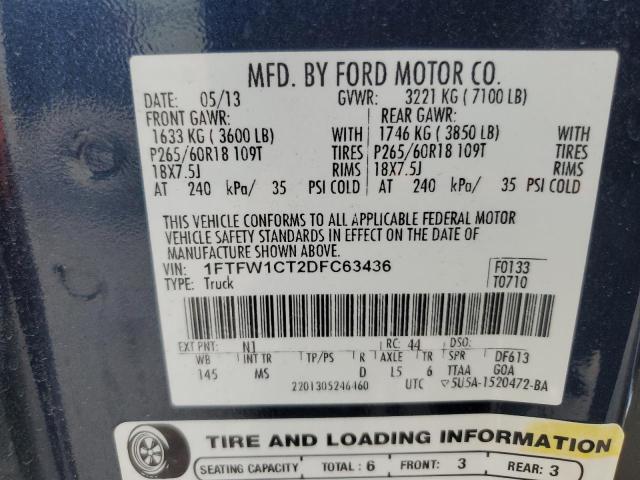 MFD. BY FORD MOTOR CO.
DATE: 05/13 GVWR: 3221 KG ( 7100 LB)
FRONT GAWR: REAR GAWR:
1633 KG ( 3600 LB) WITH 1746 KG ( 3850 LB) WITH
P265/60R18 109T TIRES P265/60R18 109T TIRES
18X7.5J RIMS 18X7.5J RIMS
AT 240 kPa/ 35 PSI COLD AT 240 kPa/ 35 PSI COLD
THIS VEHICLE CONFORMS TO ALL APPLICABLE FEDERAL MOTOR
VEHICLE SAFETY STANDARDS IN EFFECT ON THE DATE OF
MANUFACTURE SHOWN ABOVE.
VIN: 1FTFW1CT2DFC63436 F0133
TYPE: Truck T0710
EXT PNT: N1 RC: 44 DSO:
WB INT TR TP/PS R AXLE TR SPR DF613
145 MS D L5 6 TTAA GOA
2201305246460 UTC ▽5U5A-1520472-BA
TIRE AND LOADING INFORMATION
SEATING CAPACITY TOTAL : 6 FRONT: 3 REAR: 3